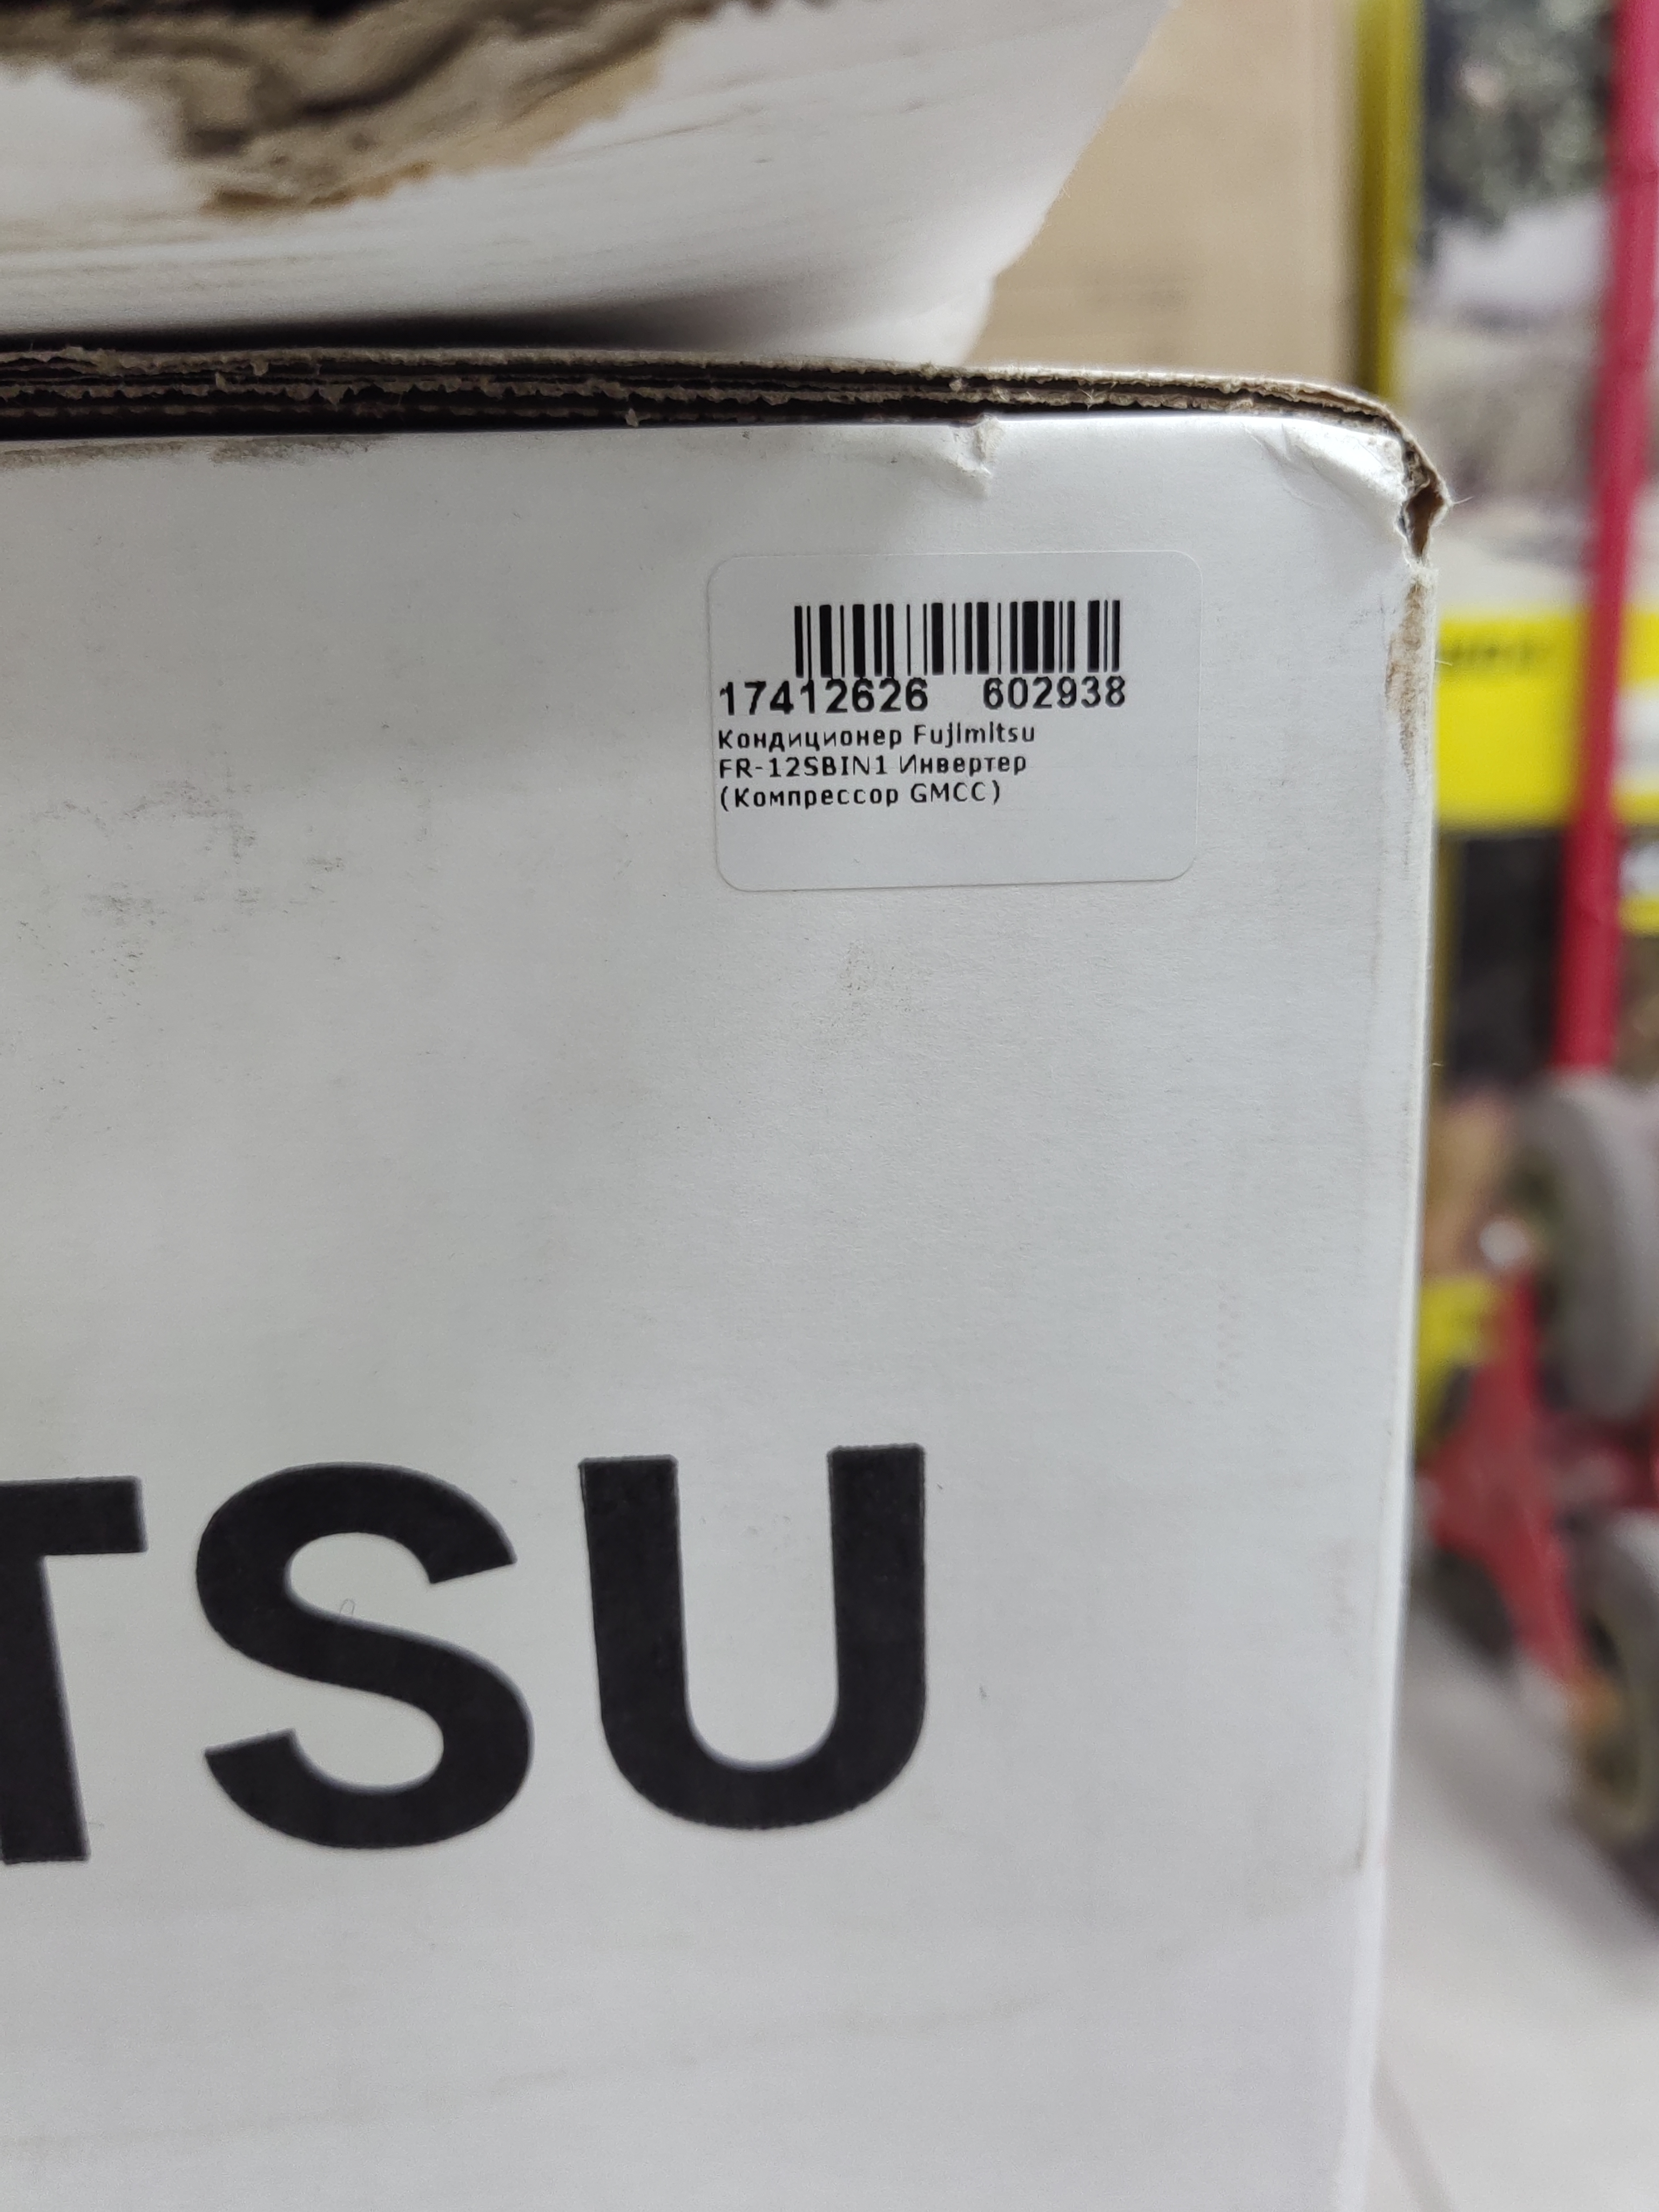 17412626 602938
Кондиционер Fujimitsu
FR-12SBIN1 Инвертер
(Компрессор GMCC)
TSU